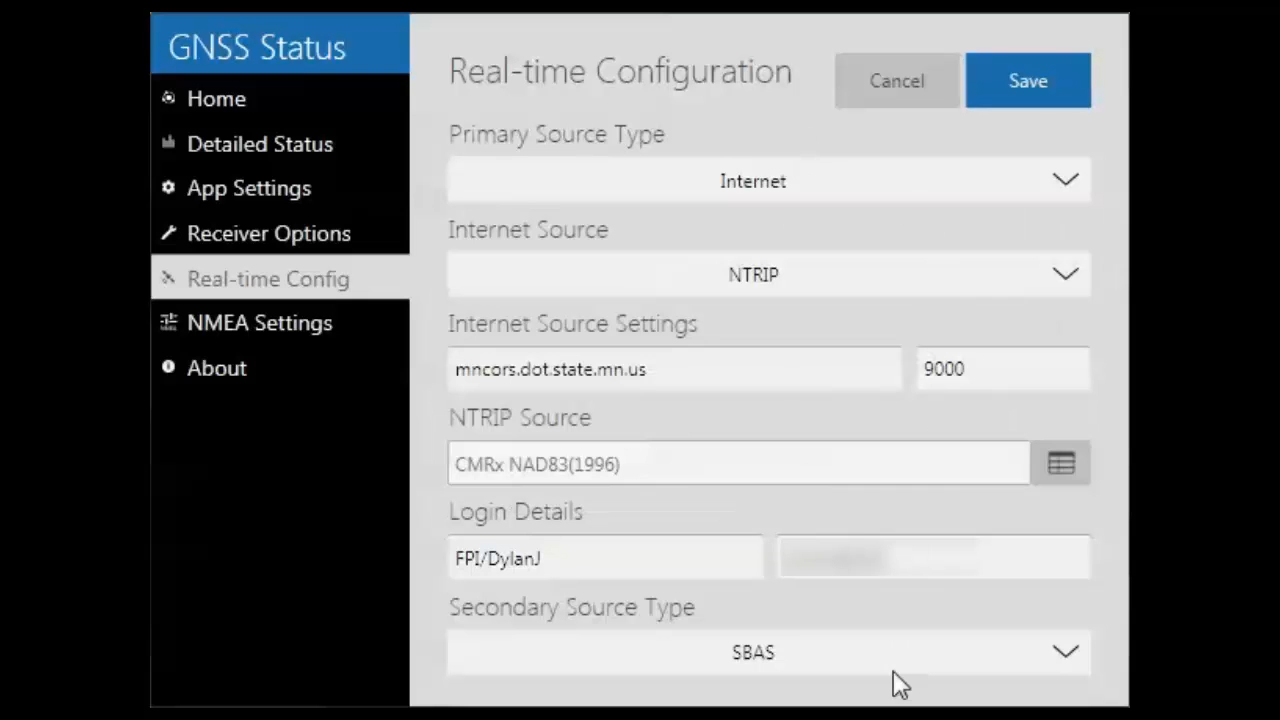 GNSS Status
Home
Detailed Status
App Settings
Receiver Options
Real-time Config
NMEA Settings
About
Real-time Configuration
Cancel
Save
Primary Source Type
Internet
Internet Source
NTRIP
Internet Source Settings
mncors.dot.state.mn.us
9000
NTRIP Source
CMRx NAD83(1996)
Login Details
FPI/DylanJ
Secondary Source Type
SBAS